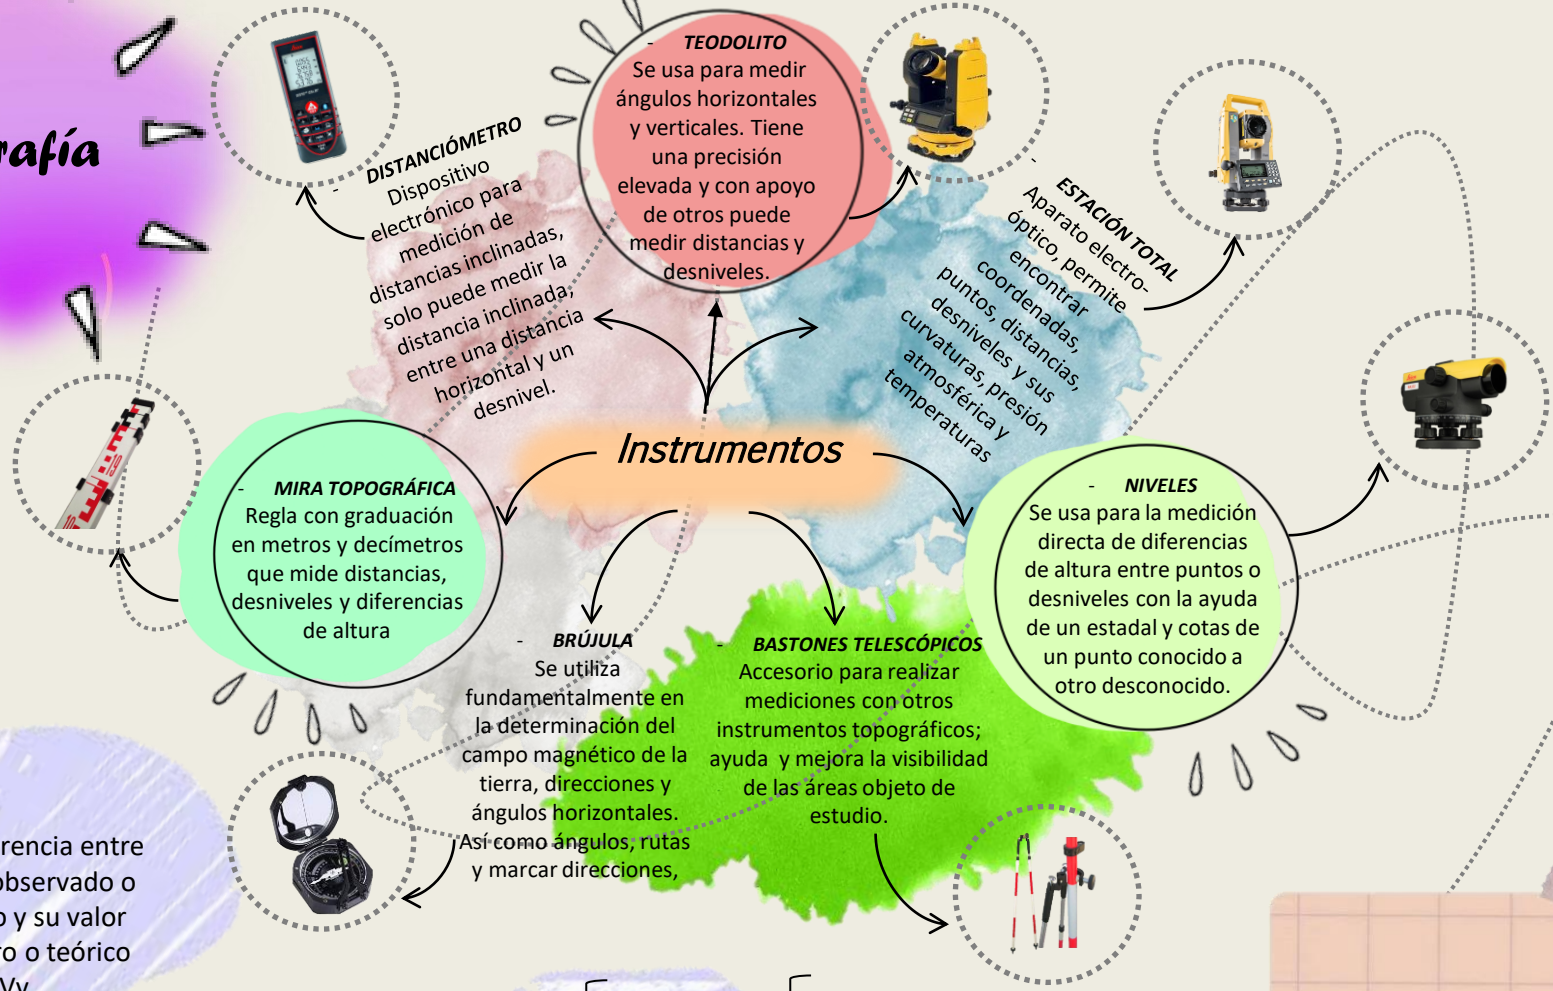 rafía
- DISTANCIÓMETRO
Dispositivo
electrónico para
medición de
distancias inclinadas,
solo puede medir la
distancia inclinada,
entre una distancia
horizontal y un
desnivel.
- TEODOLITO
Se usa para medir
ángulos horizontales
y verticales. Tiene
una precisión
elevada y con apoyo
de otros puede
medir distancias y
desniveles.
- ESTACIÓN TOTAL
Aparato electro-
óptico, permite
encontrar
coordenadas,
puntos, distancias,
desniveles y sus
curvaturas, presión
atmosférica y
temperaturas
Instrumentos
- MIRA TOPOGRÁFICA
Regla con graduación
en metros y decímetros
que mide distancias,
desniveles y diferencias
de altura
- NIVELES
Se usa para la medición
directa de diferencias
de altura entre puntos o
desniveles con la ayuda
de un estadal y cotas de
un punto conocido a
otro desconocido.
- BRÚJULA
Se utiliza
fundamentalmente en
la determinación del
campo magnético de la
tierra, direcciones y
ángulos horizontales.
Así como ángulos, rutas
y marcar direcciones,
- BASTONES TELESCÓPICOS
Accesorio para realizar
mediciones con otros
instrumentos topográficos;
ayuda y mejora la visibilidad
de las áreas objeto de
estudio.
rencia entre
observado o
o y su valor
ro o teórico
Vv